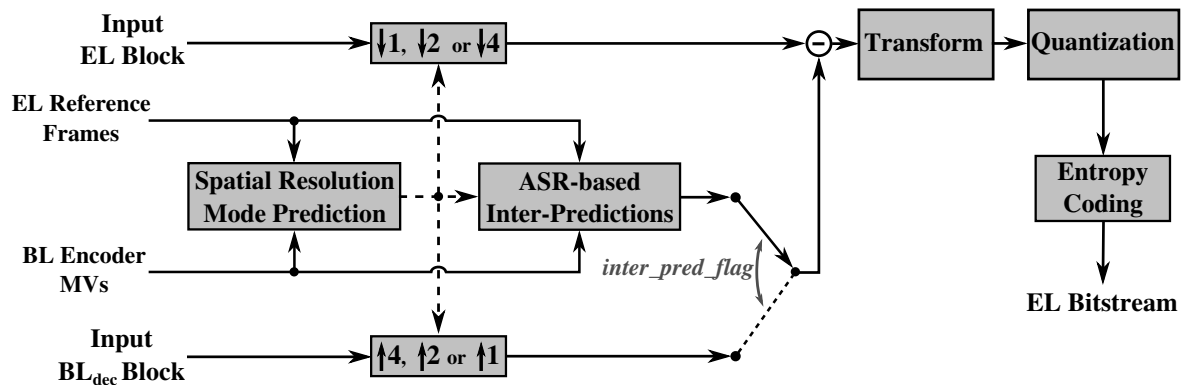 Input
EL Block
↓1, ↓2 or ↓4
Transform
Quantization
EL Reference
Frames
Spatial Resolution
Mode Prediction
ASR-based
Inter-Predictions
Entropy
Coding
BL Encoder
MVs
inter_pred_flag
EL Bitstream
Input
BLdec Block
↑4, ↑2 or ↑1